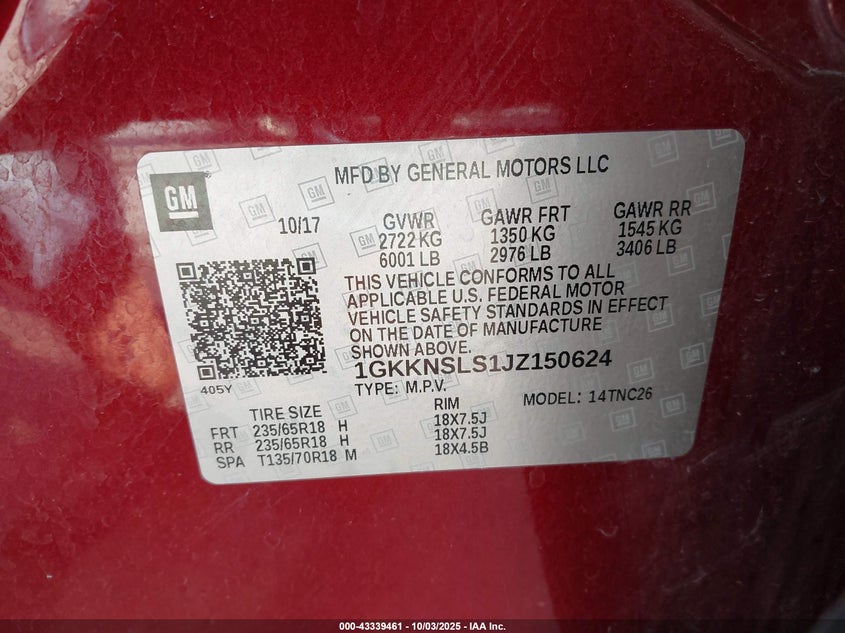 GM
MFD BY GENERAL MOTORS LLC
10/17
GVWR GAWR FRT GAWR RR
2722 KG 1350 KG 1545 KG
6001 LB 2976 LB 3406 LB
THIS VEHICLE CONFORMS TO ALL
APPLICABLE U.S. FEDERAL MOTOR
VEHICLE SAFETY STANDARDS IN EFFECT
ON THE DATE OF MANUFACTURE
SHOWN ABOVE.
1GKKNSLS1JZ150624
405Y
TYPE: M.P.V. MODEL: 14TNC26
TIRE SIZE RIM
FRT 235/65R18 H 18X7.5J
RR 235/65R18 H 18X7.5J
SPA T135/70R18 M 18X4.5B
000-43339461 - 10/03/2025 - IAA Inc.